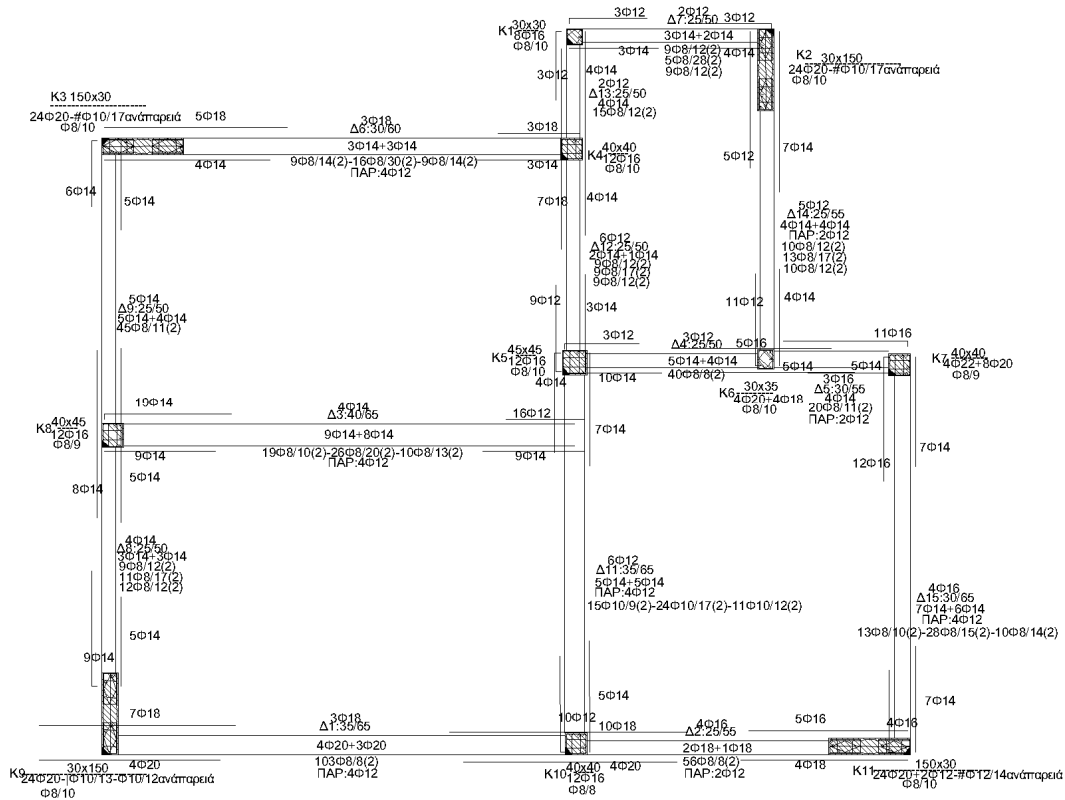 3Φ12
2Φ12
Δ7:25/50
3Φ12
K1
30x30
8Φ16
Φ8/10
3Φ14+2Φ14
3Φ14
9Φ8/12(2)
5Φ8/28(2)
9Φ8/12(2)
4Φ14
K2
30x150
24Φ20-#Φ10/17ανάπαρειά
Φ8/10
3Φ12
4Φ14
2Φ12
Δ13:25/50
4Φ14
15Φ8/12(2)
K3 150x30
24Φ20-#Φ10/17ανάπαρειά
Φ8/10
5Φ18
3Φ18
Δ6:30/60
3Φ18
3Φ14+3Φ14
4Φ14
9Φ8/14(2)-16Φ8/30(2)-9Φ8/14(2)
ΠΑΡ:4Φ12
3Φ14
K4
40x40
12Φ16
Φ8/10
5Φ12
7Φ14
6Φ14
5Φ14
7Φ18
4Φ14
6Φ12
Δ12:25/50
2Φ14+1Φ14
9Φ8/12(2)
9Φ8/17(2)
9Φ8/12(2)
5Φ12
Δ14:25/55
4Φ14+4Φ14
ΠΑΡ:2Φ12
10Φ8/12(2)
13Φ8/17(2)
10Φ8/12(2)
5Φ14
Δ9:25/50
5Φ14+4Φ14
45Φ8/11(2)
9Φ12
3Φ14
11Φ12
4Φ14
3Φ12
3Φ12
Δ4:25/50
5Φ16
11Φ16
K5
45x45
12Φ16
Φ8/10
5Φ14+4Φ14
40Φ8/8(2)
4Φ14
10Φ14
K6
30x35
4Φ20+4Φ18
Φ8/10
5Φ14
5Φ14
3Φ16
Δ5:30/55
4Φ14
20Φ8/11(2)
ΠΑΡ:2Φ12
K7
40x40
4Φ22+8Φ20
Φ8/9
19Φ14
4Φ14
Δ3:40/65
16Φ12
K8
40x45
12Φ16
Φ8/9
9Φ14+8Φ14
9Φ14
19Φ8/10(2)-26Φ8/20(2)-10Φ8/13(2)
ΠΑΡ:4Φ12
9Φ14
7Φ14
12Φ16
7Φ14
8Φ14
5Φ14
4Φ14
Δ8:25/50
3Φ14+3Φ14
9Φ8/12(2)
11Φ8/17(2)
12Φ8/12(2)
6Φ12
Δ11:35/65
5Φ14+5Φ14
ΠΑΡ:4Φ12
15Φ10/9(2)-24Φ10/17(2)-11Φ10/12(2)
4Φ16
Δ15:30/65
7Φ14+6Φ14
ΠΑΡ:4Φ12
13Φ8/10(2)-28Φ8/15(2)-10Φ8/14(2)
9Φ14
5Φ14
5Φ14
7Φ14
7Φ18
3Φ18
Δ1:35/65
10Φ12
10Φ18
4Φ16
Δ2:25/55
5Φ16
4Φ16
4Φ20+3Φ20
2Φ18+1Φ18
K9
30x150
24Φ20-|Φ10/13-Φ10/12ανάπαρειά
Φ8/10
4Φ20
103Φ8/8(2)
ΠΑΡ:4Φ12
K10
40x40
12Φ16
Φ8/8
4Φ20
56Φ8/8(2)
ΠΑΡ:2Φ12
4Φ18
K11
150x30
24Φ20+2Φ12-#Φ12/14ανάπαρειά
Φ8/10